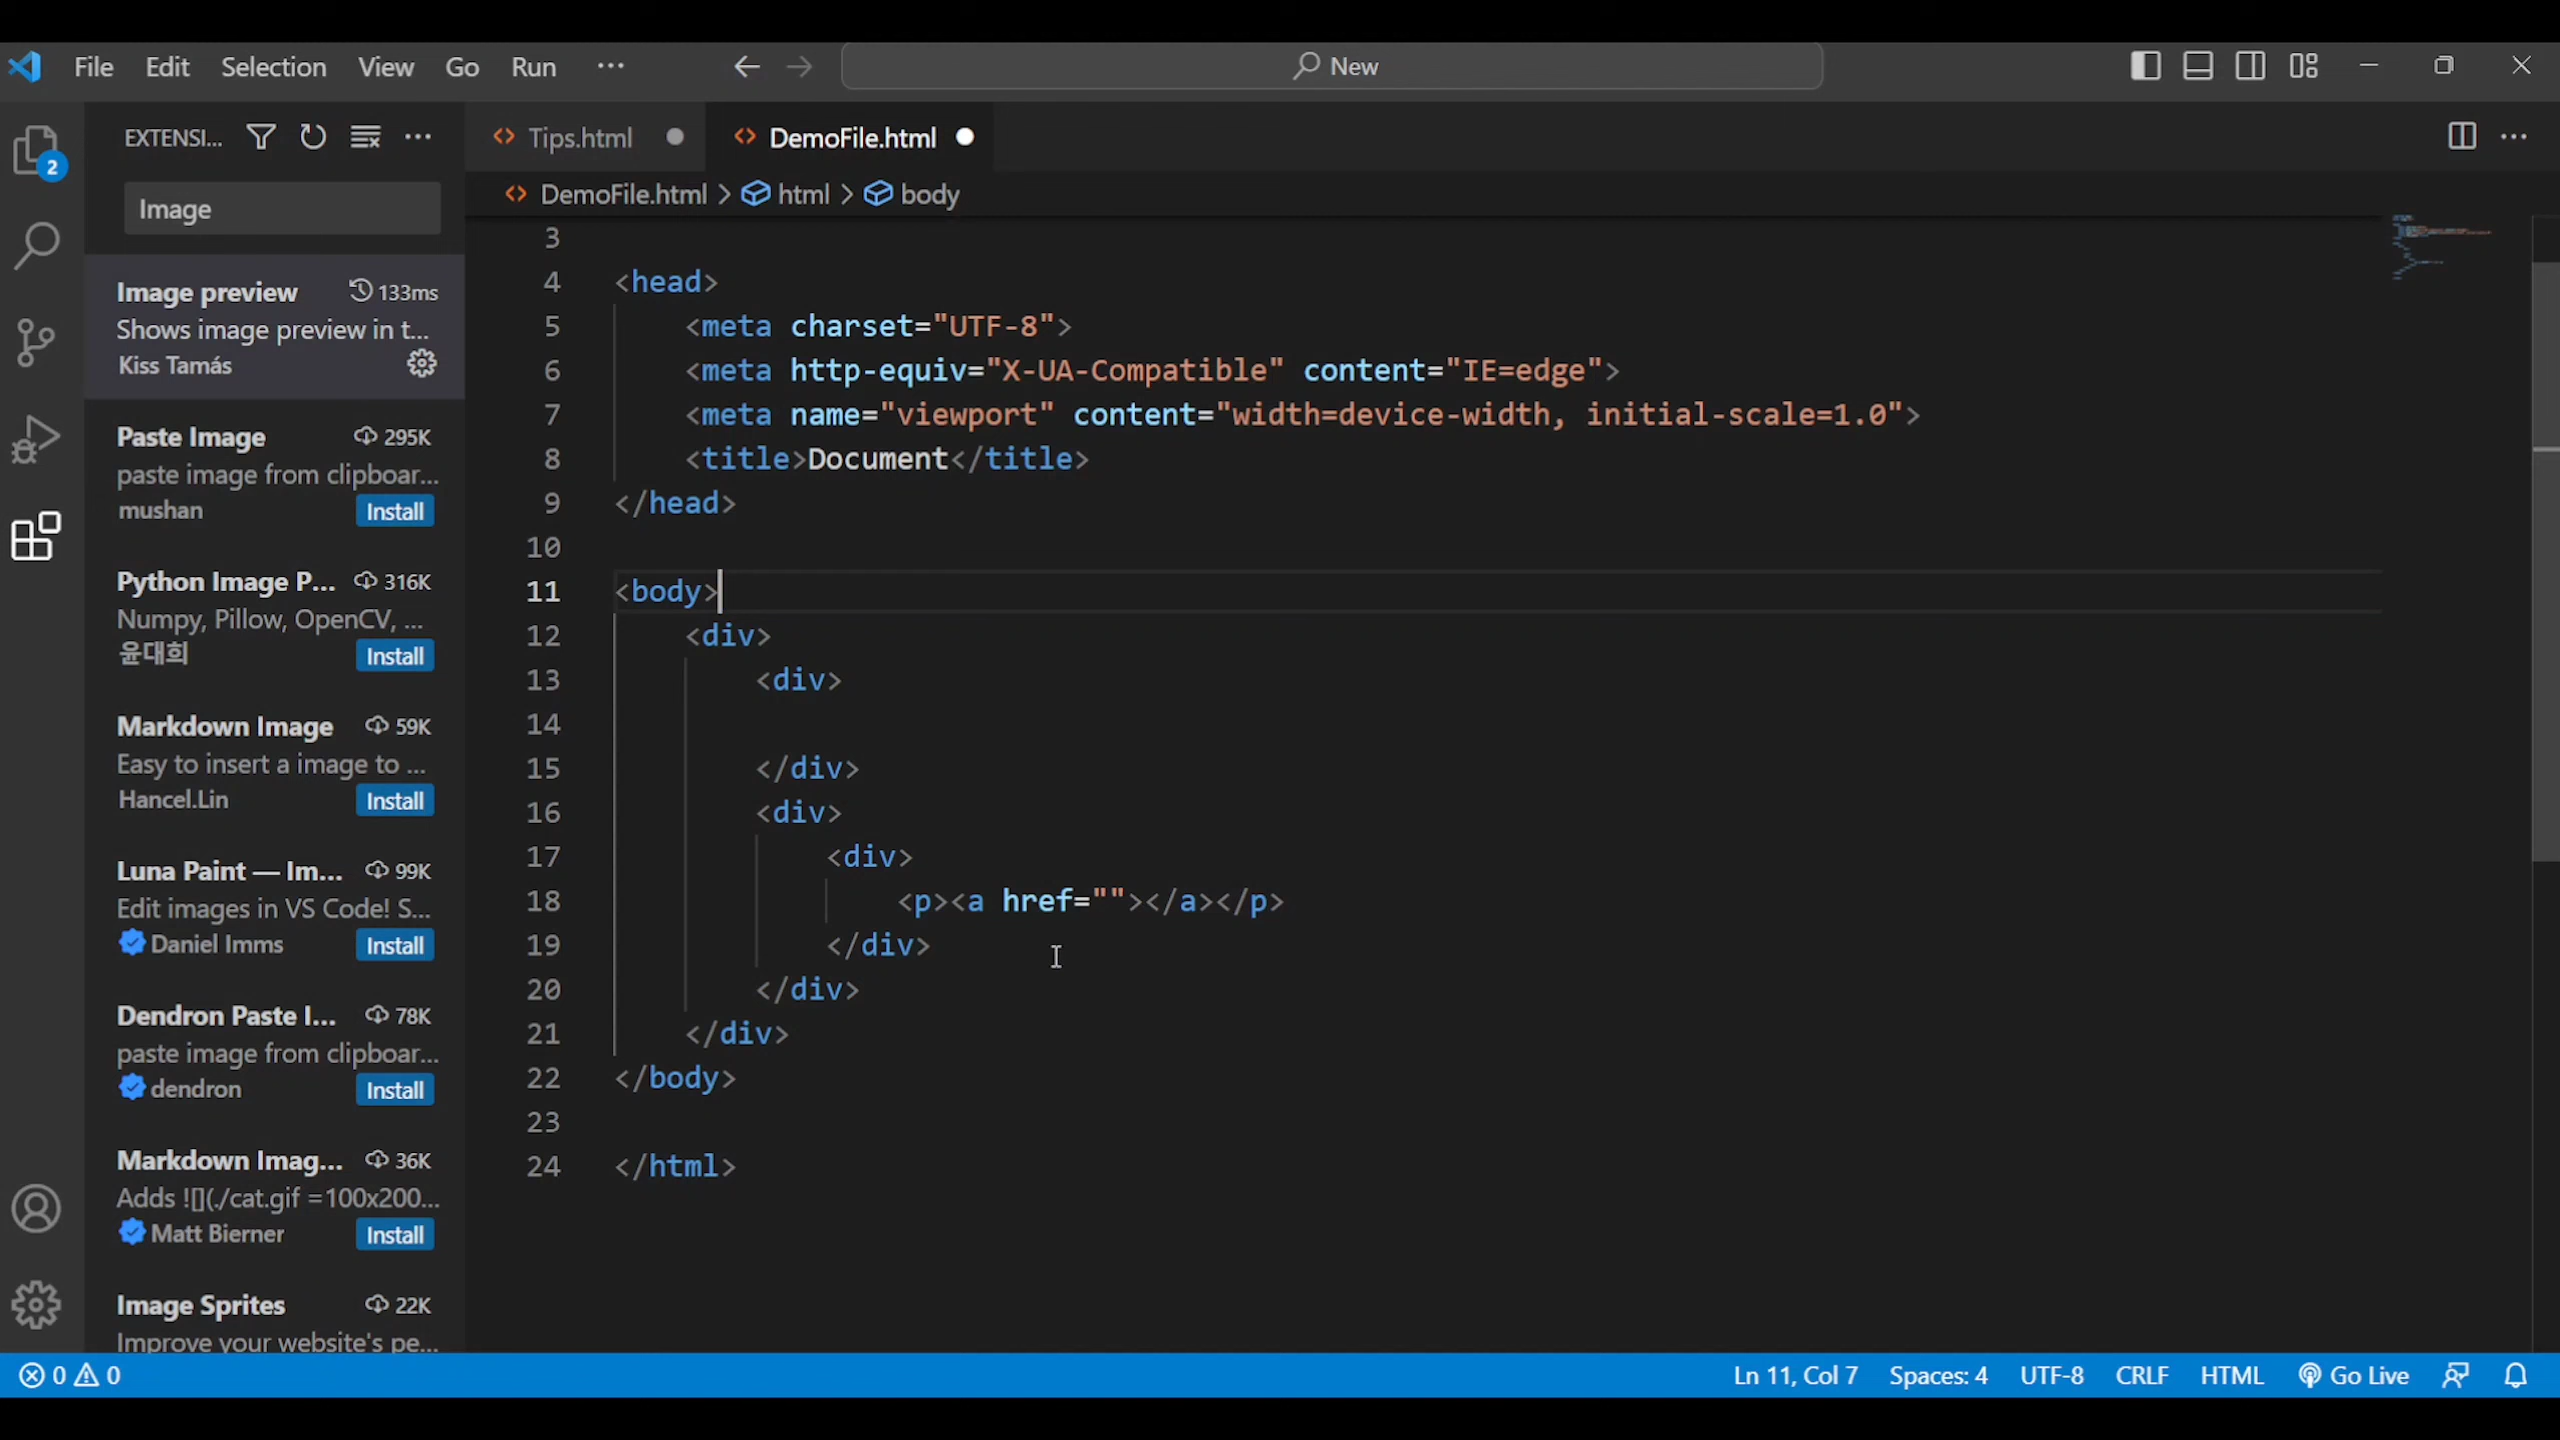 File Edit Selection View Go Run ··· New
EXTENSI... ···
2
Image
Image preview 133ms
Shows image preview in t...
Kiss Tamás
Paste Image 295K
paste image from clipboar...
mushan Install
Python Image P... 316K
Numpy, Pillow, OpenCV, ...
윤대희 Install
Markdown Image 59K
Easy to insert a image to ...
Hancel.Lin Install
Luna Paint — Im... 99K
Edit images in VS Code! S...
Daniel Imms Install
Dendron Paste I... 78K
paste image from clipboar...
dendron Install
Markdown Imag... 36K
Adds ![](./cat.gif =100x200...
Matt Bierner Install
Image Sprites 22K
Improve your website's pe...
Tips.html DemoFile.html ···
DemoFile.html > html > body
3
4 <head>
5 <meta charset="UTF-8">
6 <meta http-equiv="X-UA-Compatible" content="IE=edge">
7 <meta name="viewport" content="width=device-width, initial-scale=1.0">
8 <title>Document</title>
9 </head>
10
11 <body>
12 <div>
13 <div>
14
15 </div>
16 <div>
17 <div>
18 <p><a href=""></a></p>
19 </div>
20 </div>
21 </div>
22 </body>
23
24 </html>
0 0 Ln 11, Col 7 Spaces: 4 UTF-8 CRLF HTML Go Live